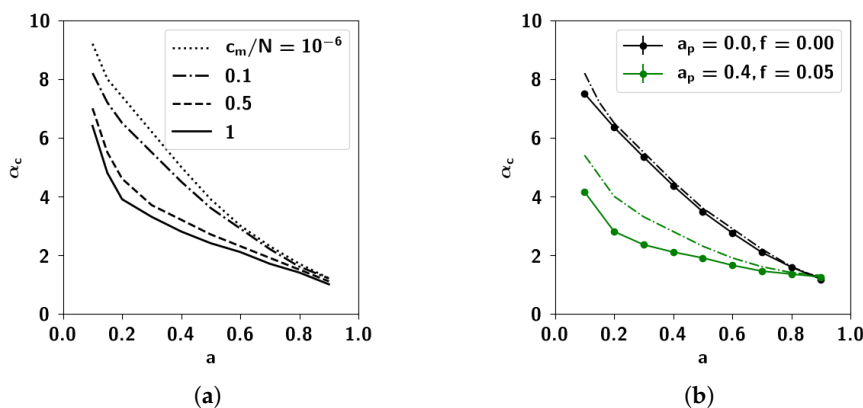 10
8
6
4
2
0
α_c
c_m/N = 10^-6
0.1
0.5
1
0.0 0.2 0.4 0.6 0.8 1.0
a
(a)
10
8
6
4
2
0
α_c
a_p = 0.0, f = 0.00
a_p = 0.4, f = 0.05
0.0 0.2 0.4 0.6 0.8 1.0
a
(b)